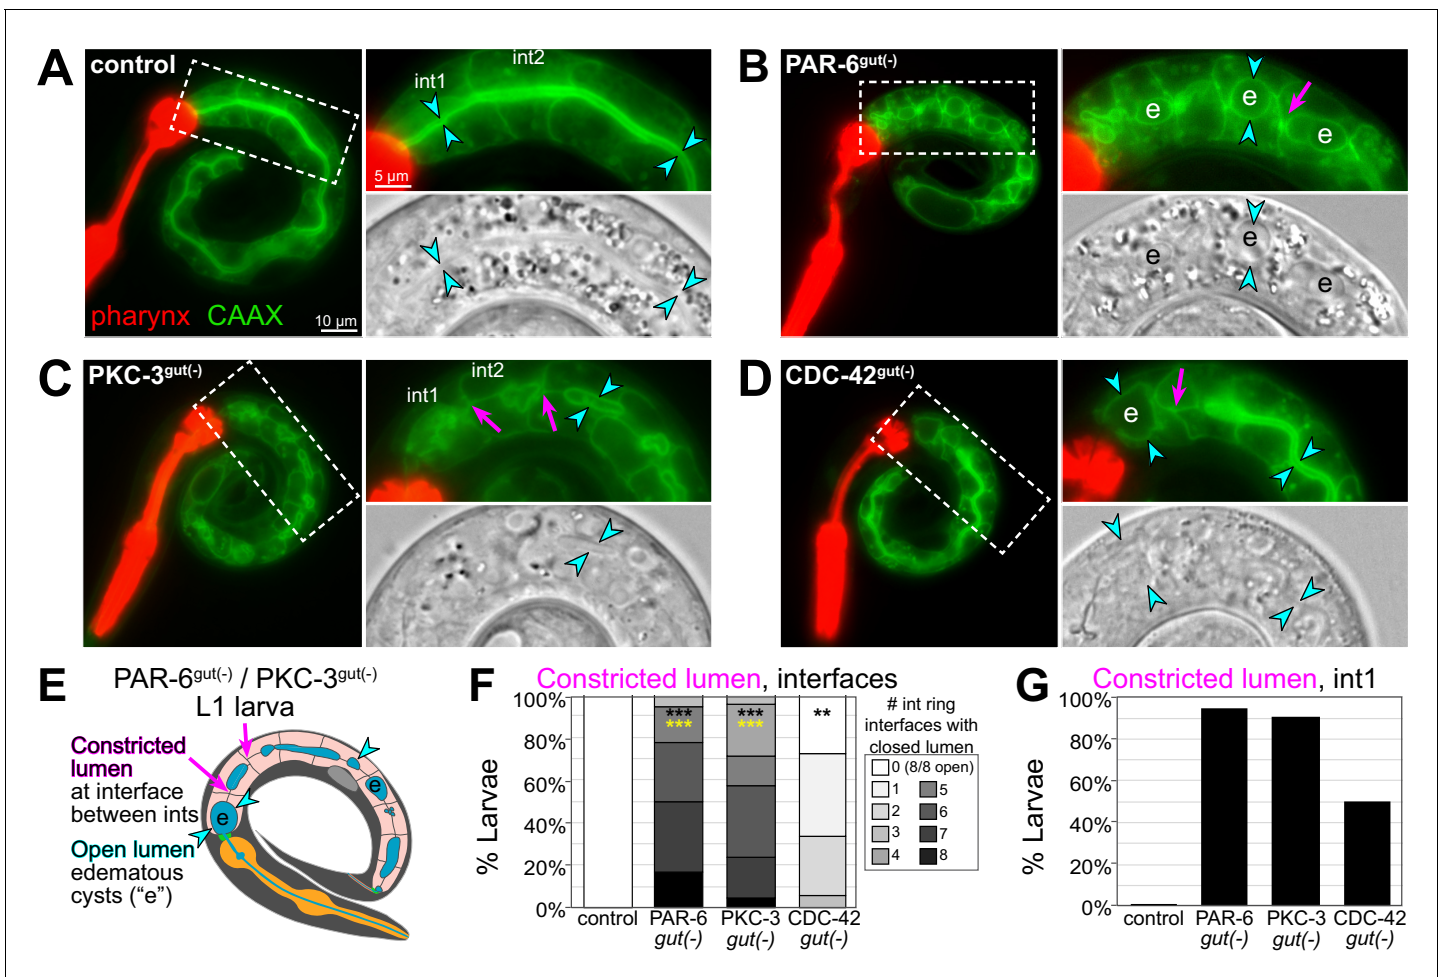 A
control
int1
int2
5 µm
pharynx CAAX
10 µm
B
PAR-6gut(-)
e
e
e
e
e
e
C
PKC-3gut(-)
int1
int2
D
CDC-42gut(-)
e
E
PAR-6gut(-) / PKC-3gut(-)
L1 larva
Constricted
lumen
at interface
between ints
Open lumen
edematous
cysts (“e”)
e
e
F
Constricted lumen, interfaces
% Larvae
100%
80%
60%
40%
20%
0%
***
***
***
***
**
control
PAR-6
gut(-)
PKC-3
gut(-)
CDC-42
gut(-)
# int ring
interfaces with
closed lumen
0 (8/8 open)
1
2
3
4
5
6
7
8
G
Constricted lumen, int1
% Larvae
100%
80%
60%
40%
20%
0%
control
PAR-6
gut(-)
PKC-3
gut(-)
CDC-42
gut(-)